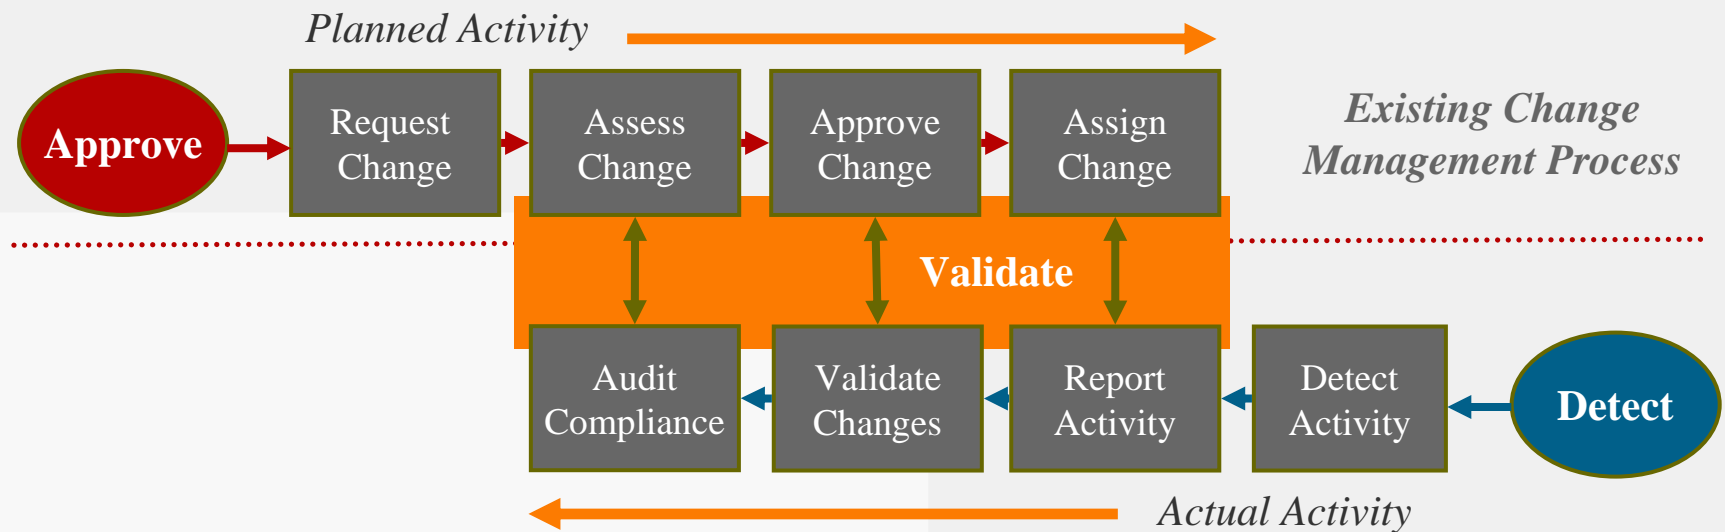 Planned Activity
Approve
Request
Change
Assess
Change
Approve
Change
Assign
Change
Existing Change
Management Process
Validate
Audit
Compliance
Validate
Changes
Report
Activity
Detect
Activity
Detect
Actual Activity